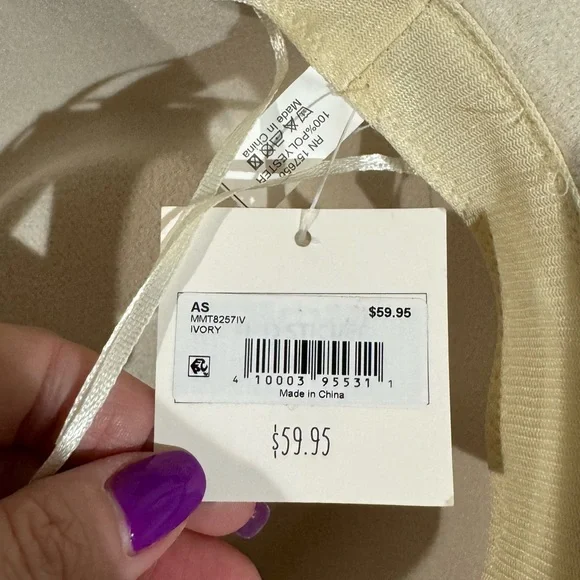 Made in China
100%POLYESTER
RN 15765
AS
$59.95
MMT8257IV
IVORY
4 10003 95531 1
Made in China
$59.95